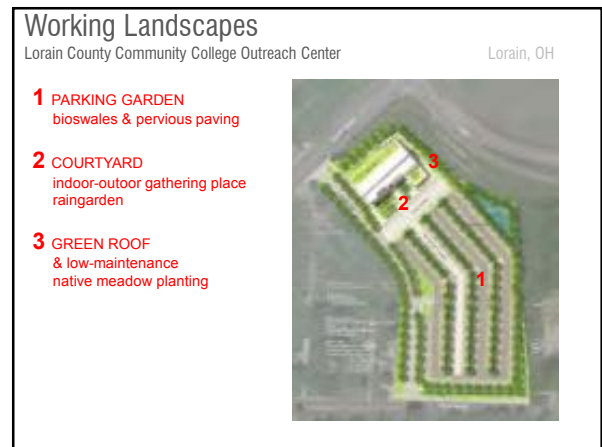 Working Landscapes
Lorain County Community College Outreach Center
Lorain, OH
1 PARKING GARDEN
bioswales & pervious paving
2 COURTYARD
indoor-outoor gathering place
raingarden
3 GREEN ROOF
& low-maintenance
native meadow planting
3
2
1